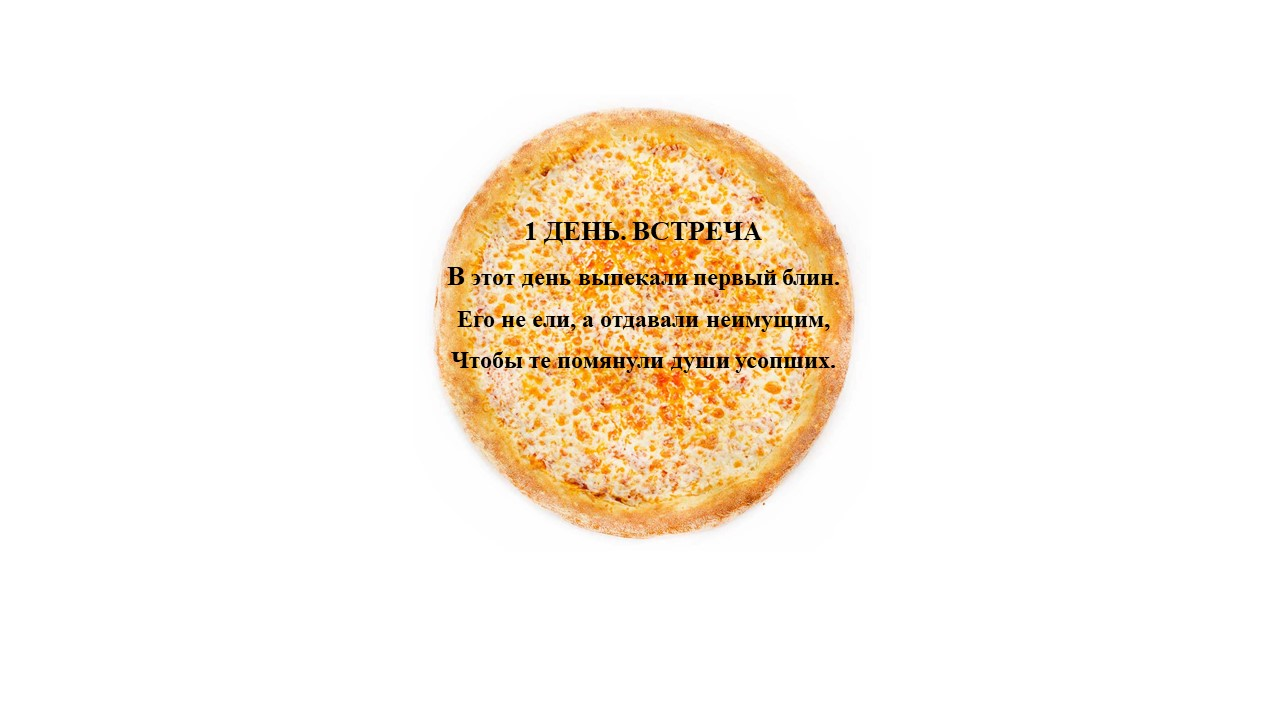 1 ДЕНЬ. ВСТРЕЧА
В этот день выпекали первый блин.
Его не ели, а отдавали неимущим,
Чтобы те помянули души усопших.